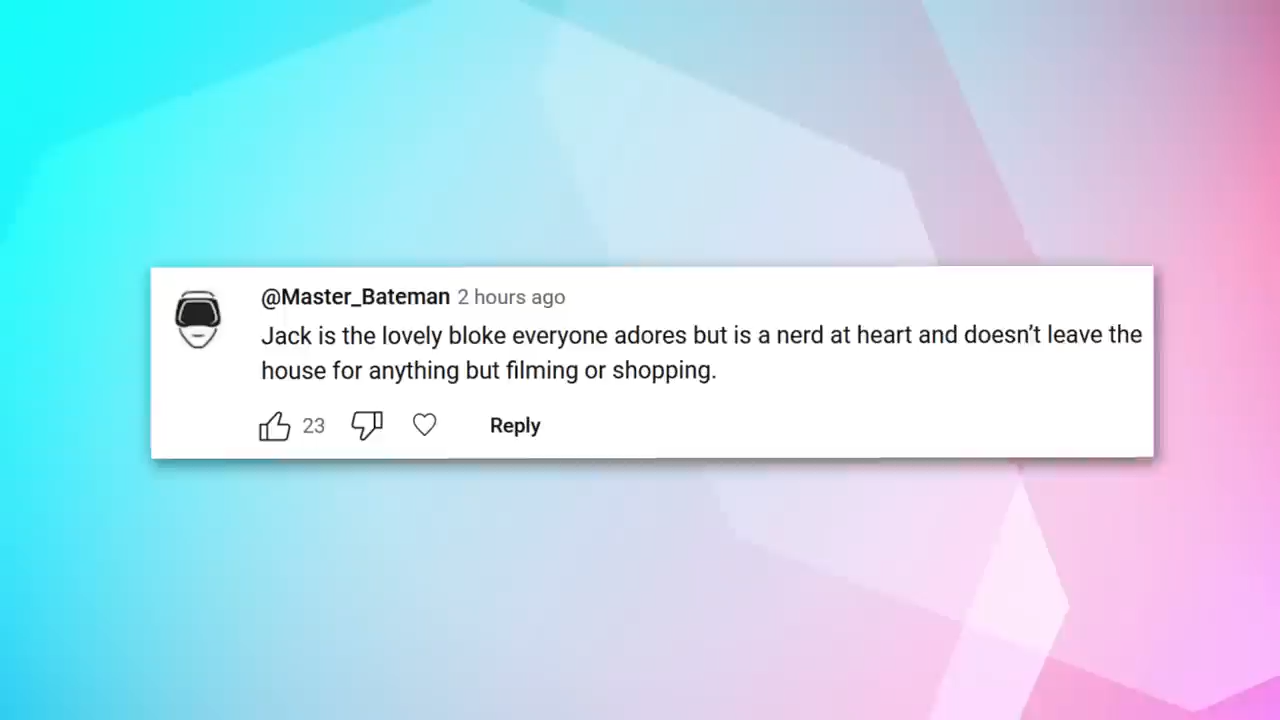 @Master_Bateman 2 hours ago
Jack is the lovely bloke everyone adores but is a nerd at heart and doesn’t leave the
house for anything but filming or shopping.
23 Reply